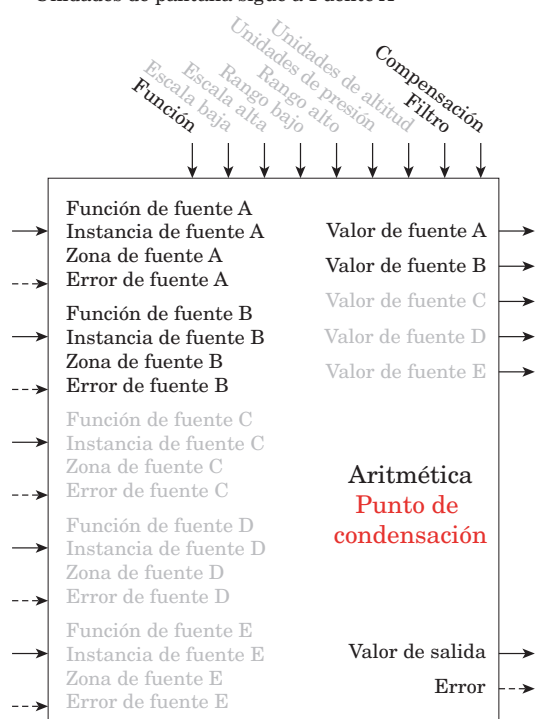 Unidades de pantalla sigue a Fuente A
Función
Escala baja
Escala alta
Rango bajo
Rango alto
Unidades de presión
Unidades de altitud
Filtro
Compensación
Función de fuente A
Instancia de fuente A
Zona de fuente A
Error de fuente A
Función de fuente B
Instancia de fuente B
Zona de fuente B
Error de fuente B
Función de fuente C
Instancia de fuente C
Zona de fuente C
Error de fuente C
Función de fuente D
Instancia de fuente D
Zona de fuente D
Error de fuente D
Función de fuente E
Instancia de fuente E
Zona de fuente E
Error de fuente E
Valor de fuente A
Valor de fuente B
Valor de fuente C
Valor de fuente D
Valor de fuente E
Aritmética
Punto de
condensación
Valor de salida
Error